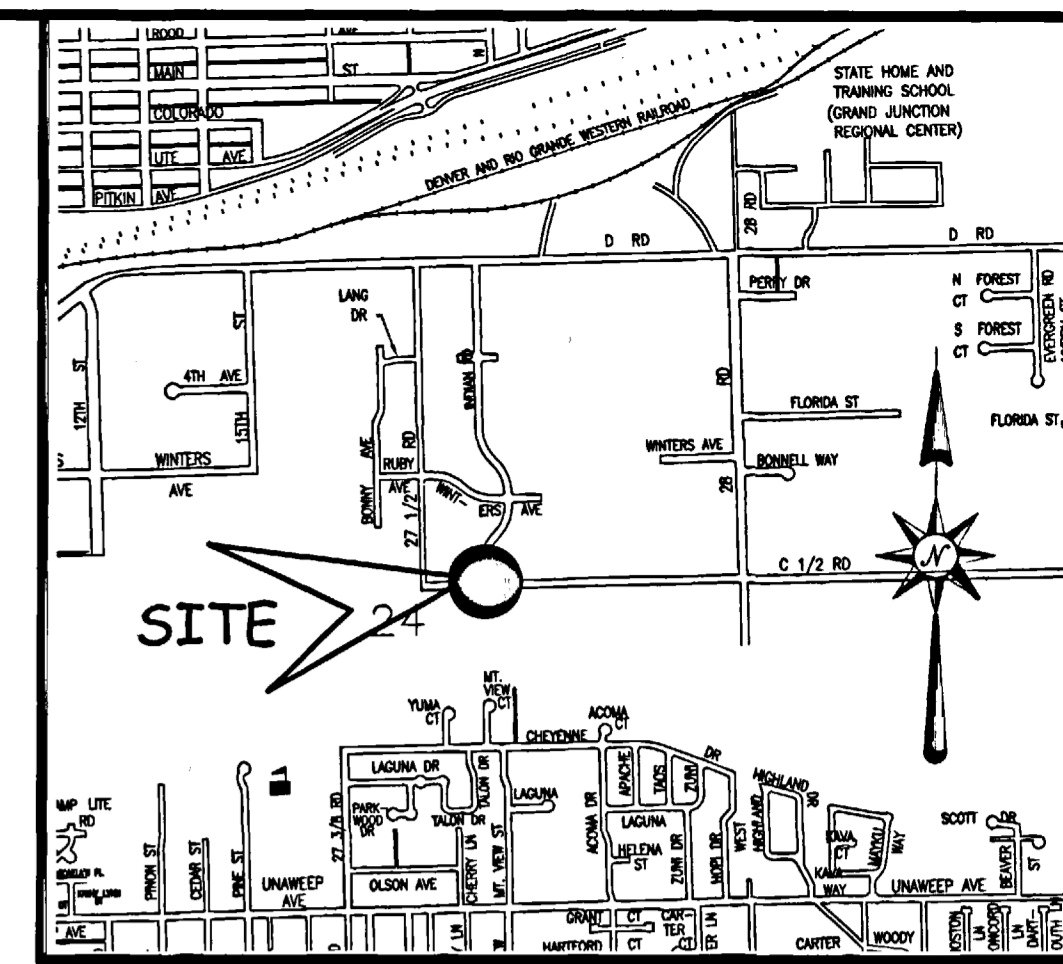 ROOD AVE
MAIN ST
COLORADO
UTE AVE
PITKIN AVE
N
DENVER AND RIO GRANDE WESTERN RAILROAD
STATE HOME AND
TRAINING SCHOOL
(GRAND JUNCTION
REGIONAL CENTER)
28 RD
D RD
D RD
PERRY DR
N FOREST
CT
S FOREST
CT
EVERGREEN RD
LANG
DR
INDIAN RD
4TH AVE
12TH ST
15TH ST
WINTERS
AVE
BONNY AVE
RUBY
AVE
27 1/2 RD
WINT-
ERS AVE
28 RD
FLORIDA ST
FLORIDA ST
WINTERS AVE
BONNELL WAY
C 1/2 RD
N
SITE
24
YUMA
CT
MT.
VIEW
CT
ACOMA
CT
CHEYENNE DR
LAGUNA DR
TALON DR
TALON DR
LAGUNA
PARK-
WOOD
DR
27 3/8 RD
CHERRY LN
MT. VIEW ST
OLSON AVE
ACOMA DR
APACHE
TAOS
ZUNI
LAGUNA
HELENA
ST
ZUNI DR
HOPI DR
WEST
HIGHLAND
HIGHLAND
DR
KAVA
CT
KAVA
WAY
WAY
SCOTT DR
BEAVER ST
UNAWEEP AVE
UNAWEEP
AVE
LITE
RD
PINON ST
CEDAR ST
PINE ST
AVE
GRANT CT
CAR-
TER
CT
HARTFORD CT
CARTER
WOODY
LN
DART-